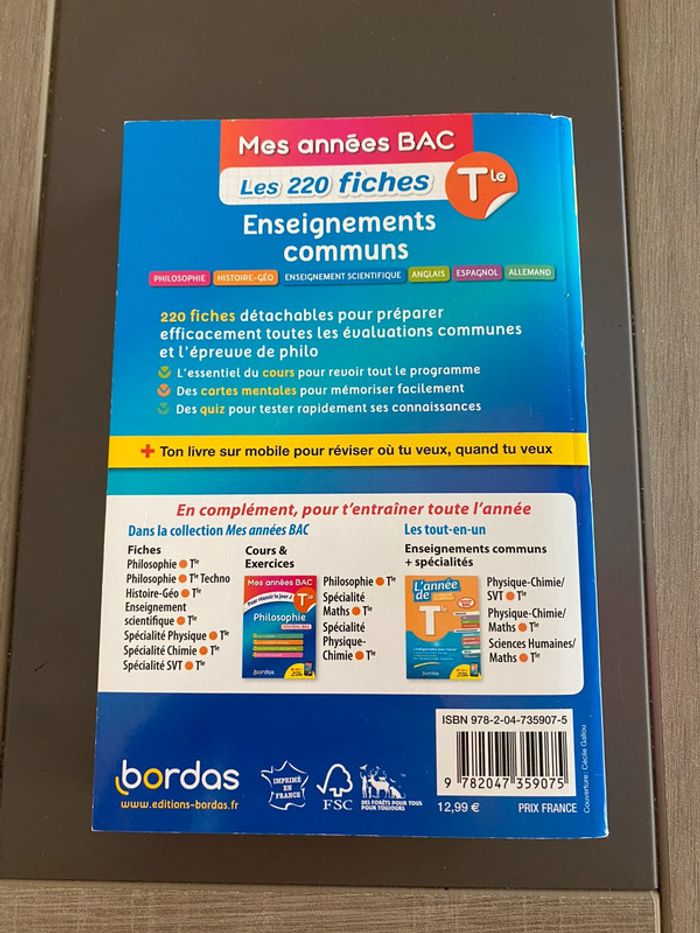 Mes années BAC
Les 220 fiches
Tle
Enseignements
communs
PHILOSOPHIE HISTOIRE-GÉO ENSEIGNEMENT SCIENTIFIQUE ANGLAIS ESPAGNOL ALLEMAND
220 fiches détachables pour préparer
efficacement toutes les évaluations communes
et l'épreuve de philo
L'essentiel du cours pour revoir tout le programme
Des cartes mentales pour mémoriser facilement
Des quiz pour tester rapidement ses connaissances
+ Ton livre sur mobile pour réviser où tu veux, quand tu veux
En complément, pour t'entraîner toute l'année
Dans la collection Mes années BAC
Fiches
Philosophie • Tle
Philosophie • Tle Techno
Histoire-Géo • Tle
Enseignement
scientifique • Tle
Spécialité Physique • Tle
Spécialité Chimie • Tle
Spécialité SVT • Tle
Cours &
Exercices
Mes années BAC
Pour réussir le jour J
Tle
Philosophie
bordas
Philosophie • Tle
Spécialité
Maths • Tle
Spécialité
Physique-
Chimie • Tle
Les tout-en-un
Enseignements communs
+ spécialités
L'année
de
Tle
bordas
Physique-Chimie/
SVT • Tle
Physique-Chimie/
Maths • Tle
Sciences Humaines/
Maths • Tle
bordas
www.editions-bordas.fr
IMPRIMÉ
EN
FRANCE
FSC
DES FORÊTS POUR TOUS
POUR TOUJOURS
ISBN 978-2-04-735907-5
9 782047 359075
12,99 € PRIX FRANCE
Couverture : Cécile Gallou